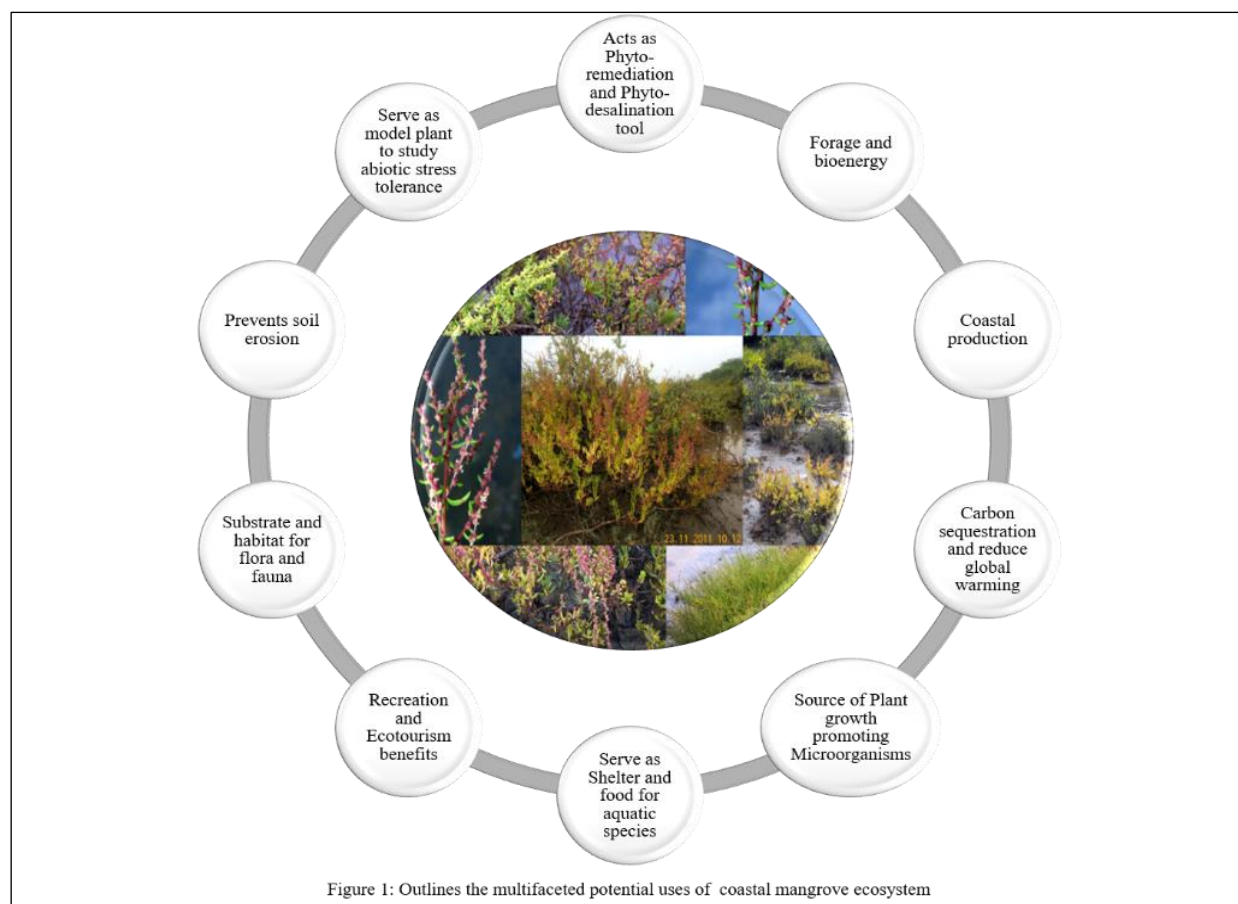 Acts as
Phyto-
remediation
and Phyto-
desalination
tool
Forage and
bioenergy
Coastal
production
Carbon
sequestration
and reduce
global
warming
Source of Plant
growth
promoting
Microorganisms
Serve as
Shelter and
food for
aquatic
species
Recreation
and
Ecotourism
benefits
Substrate and
habitat for
flora and
fauna
Prevents soil
erosion
Serve as
model plant
to study
abiotic stress
tolerance
23 11 2011 10 12
Figure 1: Outlines the multifaceted potential uses of coastal mangrove ecosystem